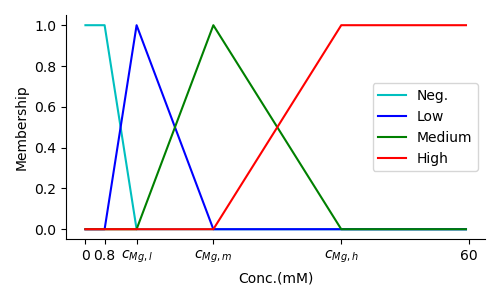 Membership
1.0
0.8
0.6
0.4
0.2
0.0
Neg.
Low
Medium
High
0 0.8 c_{Mg,l} c_{Mg,m} c_{Mg,h} 60
Conc.(mM)